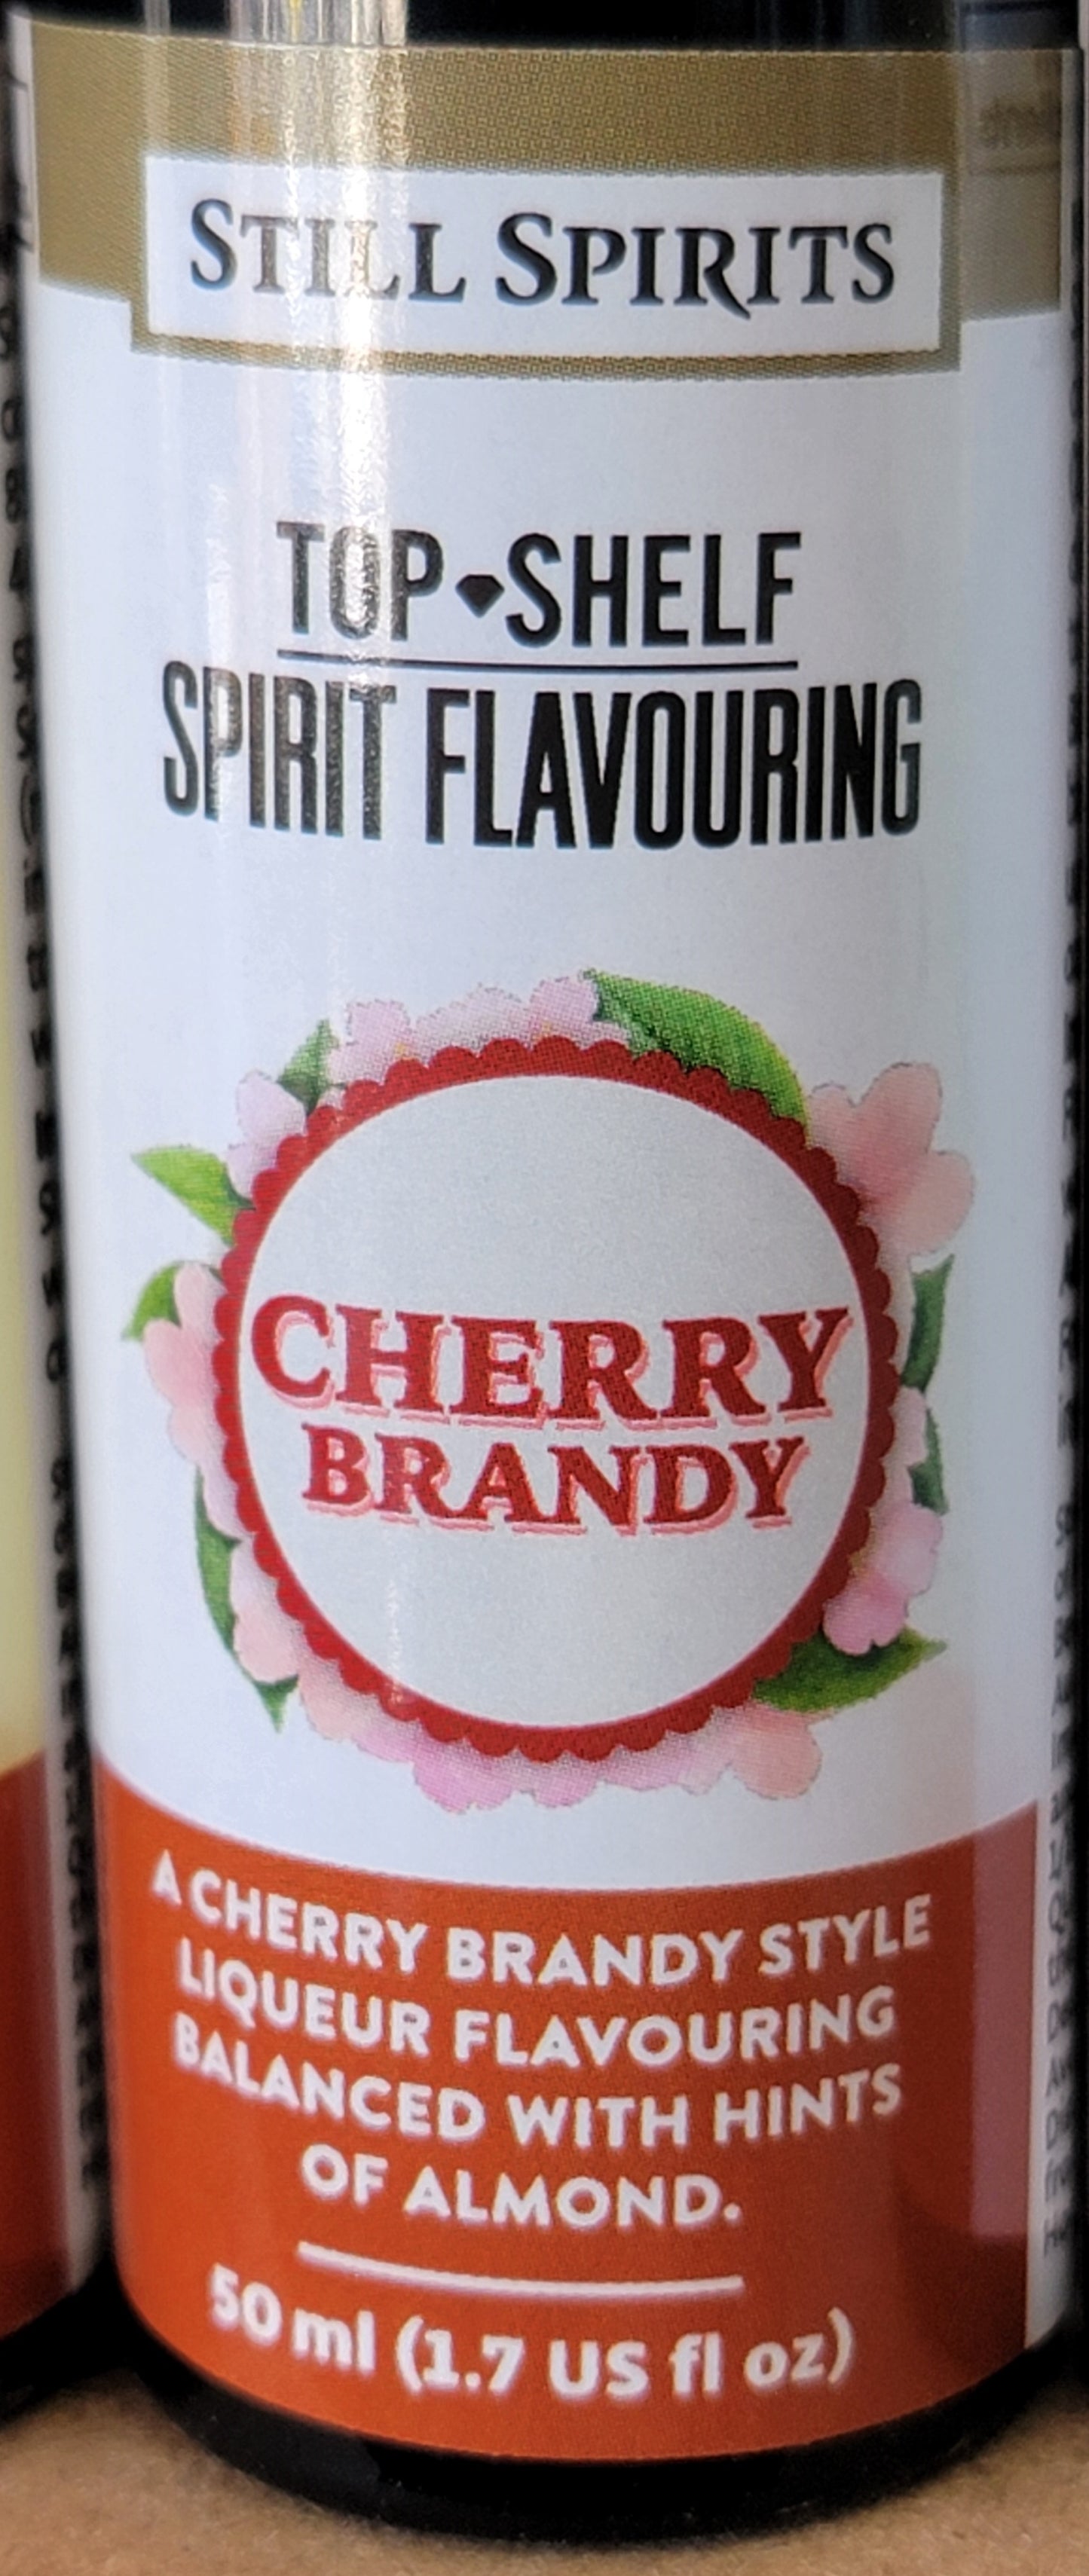 STILL SPIRITS
TOP◆SHELF
SPIRIT FLAVOURING
CHERRY
BRANDY
A CHERRY BRANDY STYLE
LIQUEUR FLAVOURING
BALANCED WITH HINTS
OF ALMOND.
50 ml (1.7 US fl oz)